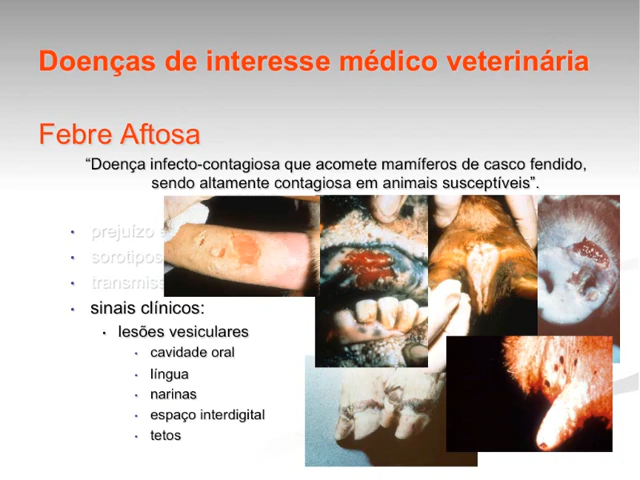 Doenças de interesse médico veterinária
Febre Aftosa
“Doença infecto-contagiosa que acomete mamíferos de casco fendido,
sendo altamente contagiosa em animais susceptíveis”.
prejuízo
sorotipos
sinais clínicos:
lesões vesiculares
cavidade oral
língua
narinas
espaço interdigital
tetos